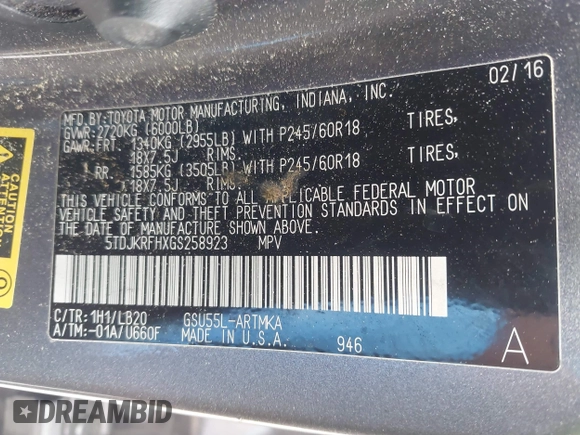 02/16
MFD.BY:TOYOTA MOTOR MANUFACTURING, INDIANA, INC.
GVWR:2720KG (6000LB)
GAWR:FRT. 1340KG (2955LB) WITH P245/60R18 TIRES,
18X7.5J RIMS
RR. 1585KG (3505LB) WITH P245/60R18 TIRES,
18X7.5J RIMS
THIS VEHICLE CONFORMS TO ALL APPLICABLE FEDERAL MOTOR
VEHICLE SAFETY AND THEFT PREVENTION STANDARDS IN EFFECT ON
THE DATE OF MANUFACTURE SHOWN ABOVE.
5TDJKRFHXGS258923 MPV
C/TR:1H1/LB20 GSU55L-ARTMKA
A/TM:-01A/U660F MADE IN U.S.A. 946
A
CAUTION
DREAMBID